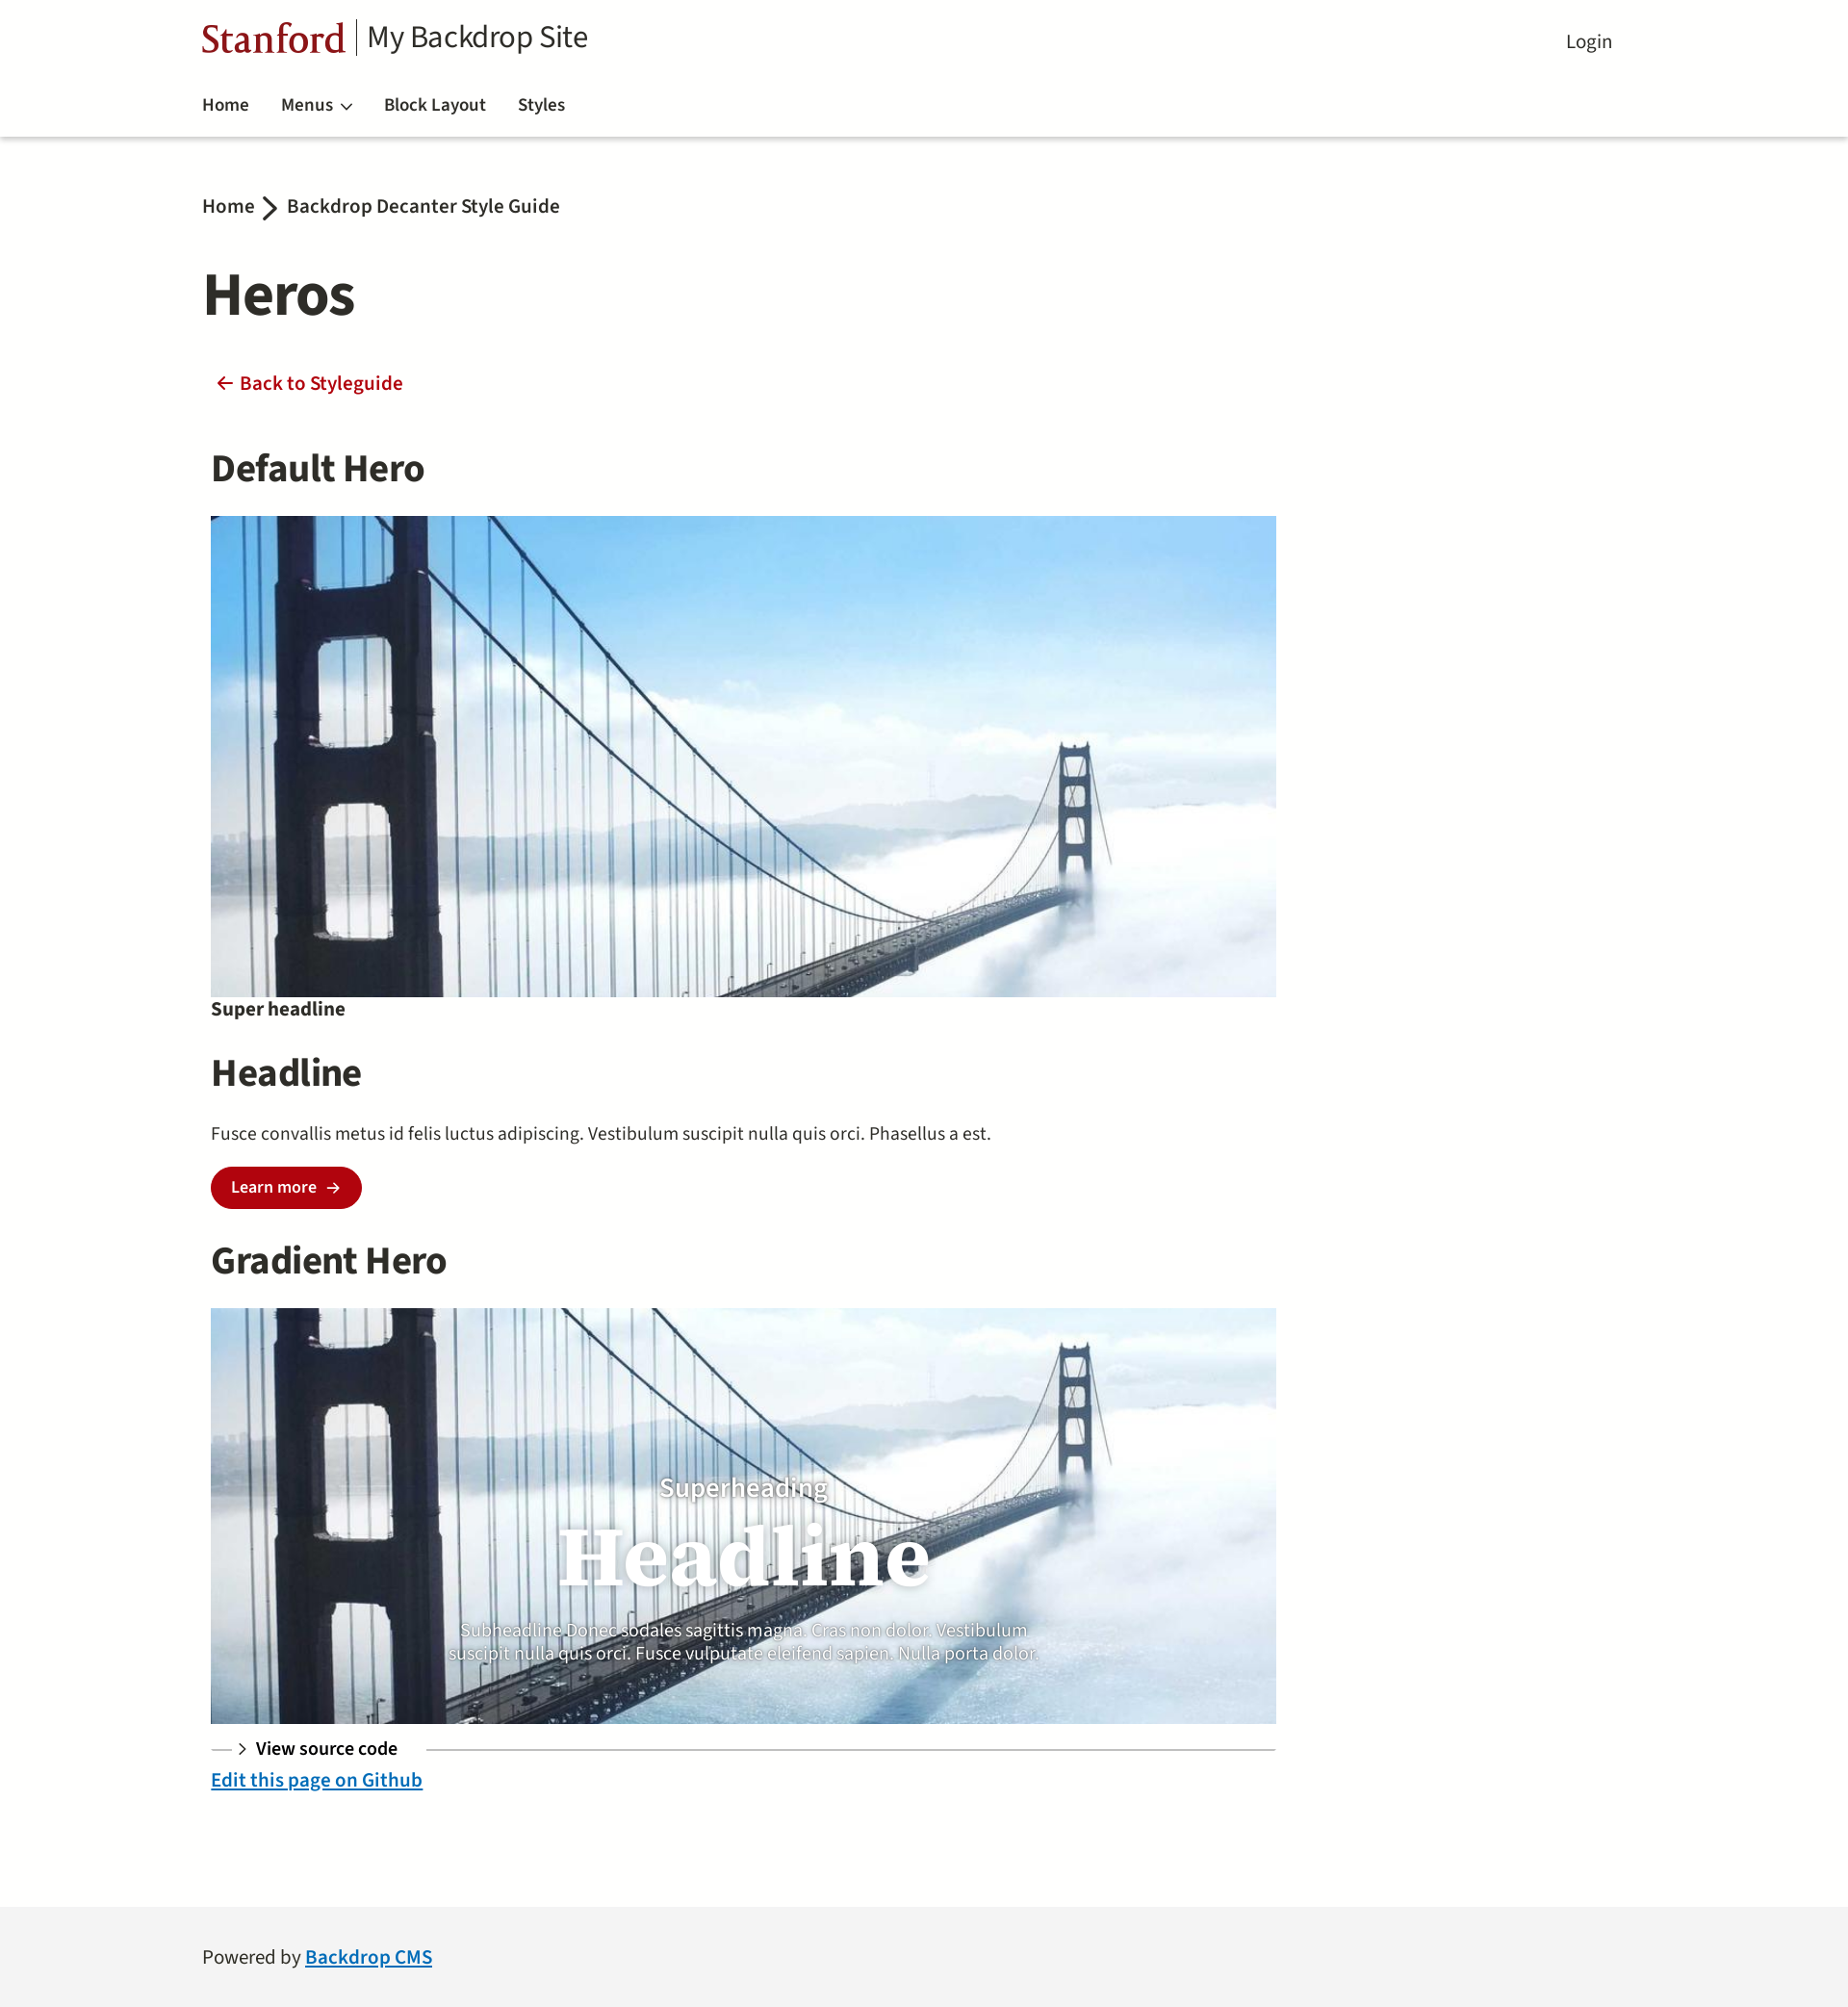 Stanford My Backdrop Site
Login
Home Menus Block Layout Styles
Home Backdrop Decanter Style Guide
Heros
← Back to Styleguide
Default Hero
Super headline
Headline
Fusce convallis metus id felis luctus adipiscing. Vestibulum suscipit nulla quis orci. Phasellus a est.
Learn more →
Gradient Hero
Superheading
Headline
Subheadline Donec sodales sagittis magna. Cras non dolor. Vestibulum
suscipit nulla quis orci. Fusce vulputate eleifend sapien. Nulla porta dolor.
View source code
Edit this page on Github
Powered by Backdrop CMS